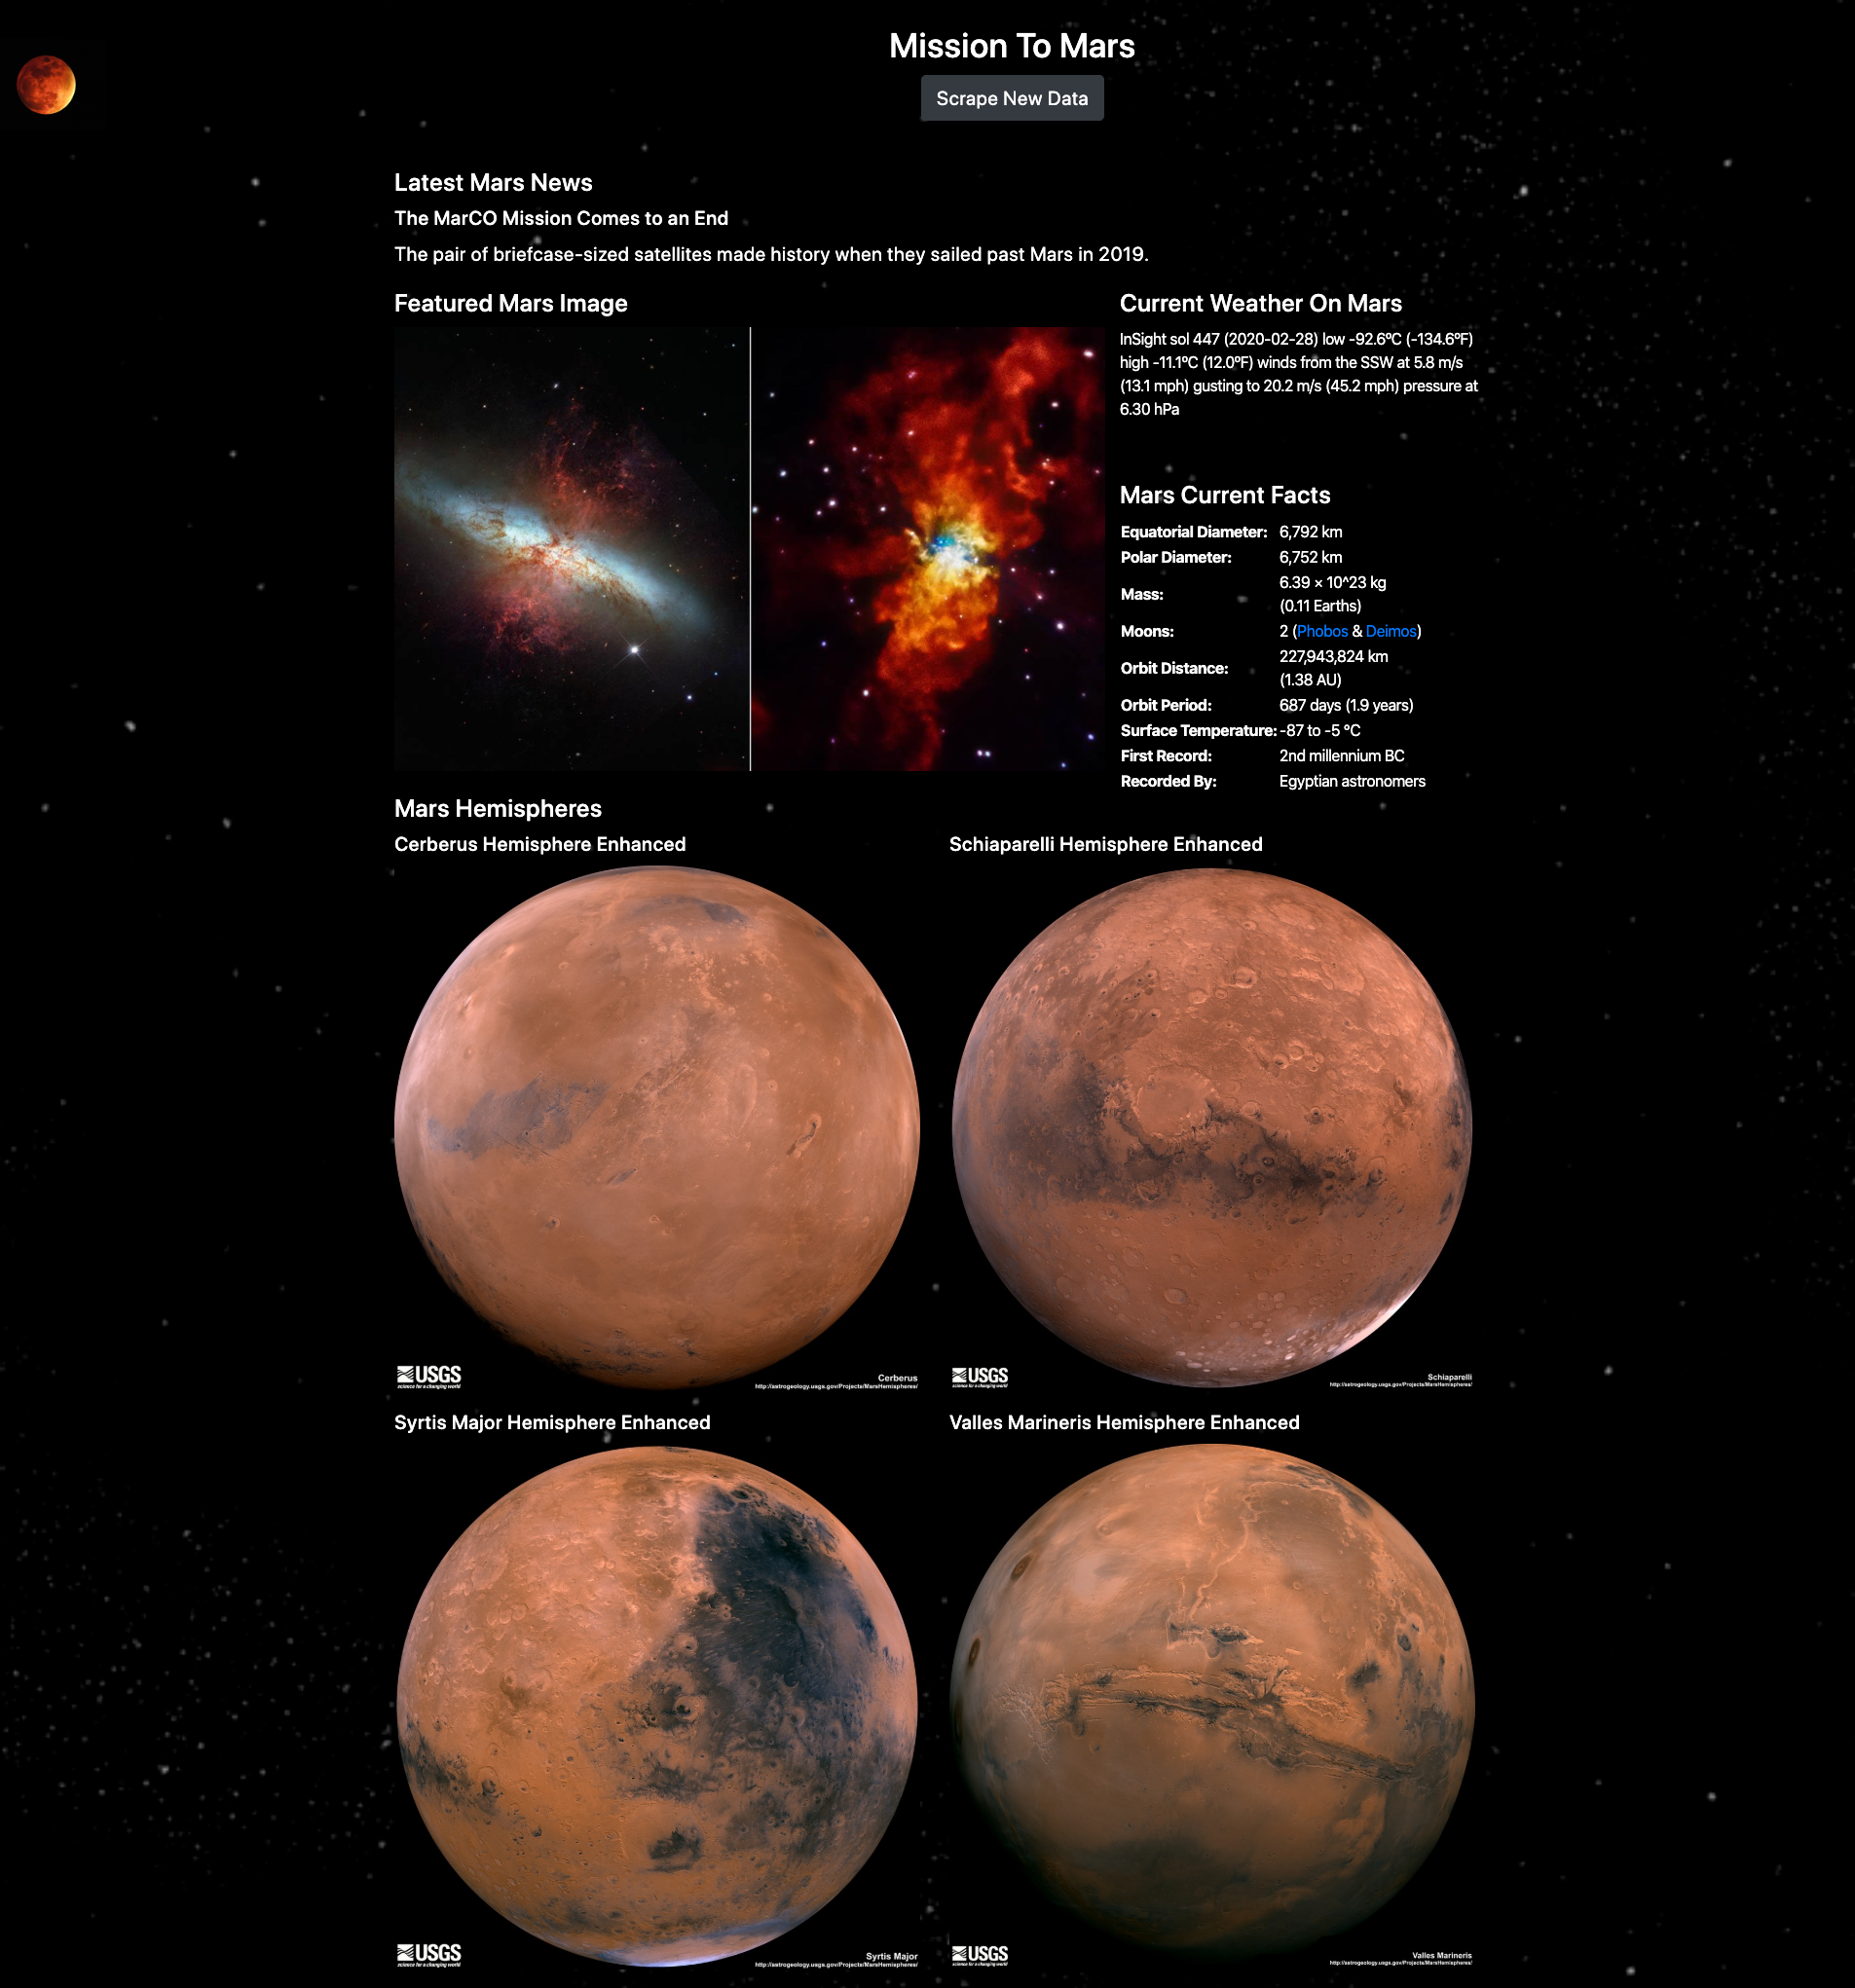 Mission To Mars
Scrape New Data
Latest Mars News
The MarCO Mission Comes to an End
The pair of briefcase-sized satellites made history when they sailed past Mars in 2019.
Featured Mars Image
Current Weather On Mars
InSight sol 447 (2020-02-28) low -92.6ºC (-134.6ºF)
high -11.1ºC (12.0ºF) winds from the SSW at 5.8 m/s
(13.1 mph) gusting to 20.2 m/s (45.2 mph) pressure at
6.30 hPa
Mars Current Facts
Equatorial Diameter: 6,792 km
Polar Diameter: 6,752 km
Mass: 6.39 × 10^23 kg
(0.11 Earths)
Moons: 2 (Phobos & Deimos)
Orbit Distance: 227,943,824 km
(1.38 AU)
Orbit Period: 687 days (1.9 years)
Surface Temperature: -87 to -5 °C
First Record: 2nd millennium BC
Recorded By: Egyptian astronomers
Mars Hemispheres
Cerberus Hemisphere Enhanced
USGS
science for a changing world
Cerberus
http://astrogeology.usgs.gov/Projects/MarsHemispheres/
Schiaparelli Hemisphere Enhanced
USGS
science for a changing world
Schiaparelli
http://astrogeology.usgs.gov/Projects/MarsHemispheres/
Syrtis Major Hemisphere Enhanced
USGS
science for a changing world
Syrtis Major
http://astrogeology.usgs.gov/Projects/MarsHemispheres/
Valles Marineris Hemisphere Enhanced
USGS
science for a changing world
Valles Marineris
http://astrogeology.usgs.gov/Projects/MarsHemispheres/